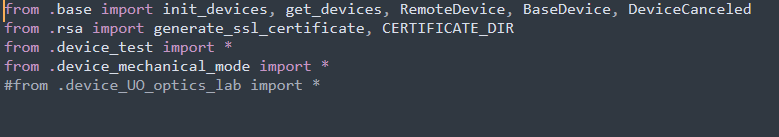 from .base import init_devices, get_devices, RemoteDevice, BaseDevice, DeviceCanceled
from .rsa import generate_ssl_certificate, CERTIFICATE_DIR
from .device_test import *
from .device_mechanical_mode import *
#from .device_UO_optics_lab import *